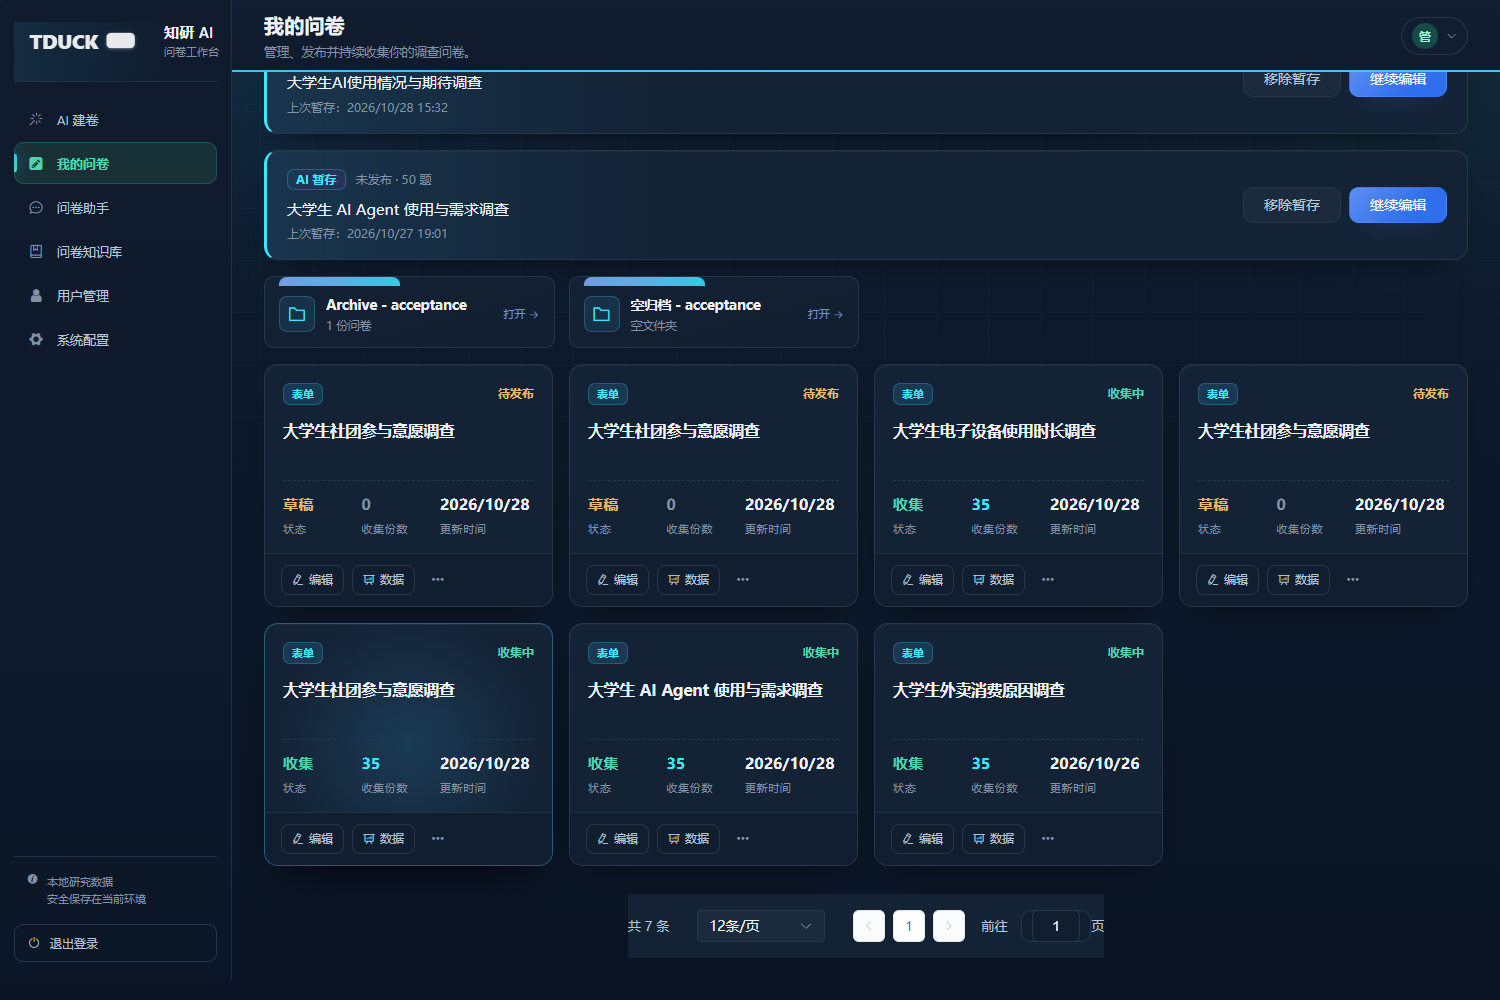 TDUCK
知研 AI
问卷工作台
AI 建卷
我的问卷
问卷助手
问卷知识库
用户管理
系统配置
本地研究数据
安全保存在当前环境
退出登录
我的问卷
管理、发布并持续收集你的调查问卷。
管
大学生AI使用情况与期待调查
上次暂存：2026/10/28 15:32
移除暂存
继续编辑
AI 暂存
未发布 · 50 题
大学生 AI Agent 使用与需求调查
上次暂存：2026/10/27 19:01
移除暂存
继续编辑
Archive - acceptance
1 份问卷
打开
空归档 - acceptance
空文件夹
打开
表单
待发布
大学生社团参与意愿调查
草稿
0
2026/10/28
状态
收集份数
更新时间
编辑
数据
表单
待发布
大学生社团参与意愿调查
草稿
0
2026/10/28
状态
收集份数
更新时间
编辑
数据
表单
收集中
大学生电子设备使用时长调查
收集
35
2026/10/28
状态
收集份数
更新时间
编辑
数据
表单
待发布
大学生社团参与意愿调查
草稿
0
2026/10/28
状态
收集份数
更新时间
编辑
数据
表单
收集中
大学生社团参与意愿调查
收集
35
2026/10/28
状态
收集份数
更新时间
编辑
数据
表单
收集中
大学生 AI Agent 使用与需求调查
收集
35
2026/10/28
状态
收集份数
更新时间
编辑
数据
表单
收集中
大学生外卖消费原因调查
收集
35
2026/10/26
状态
收集份数
更新时间
编辑
数据
共 7 条
12条/页
1
前往
1
页